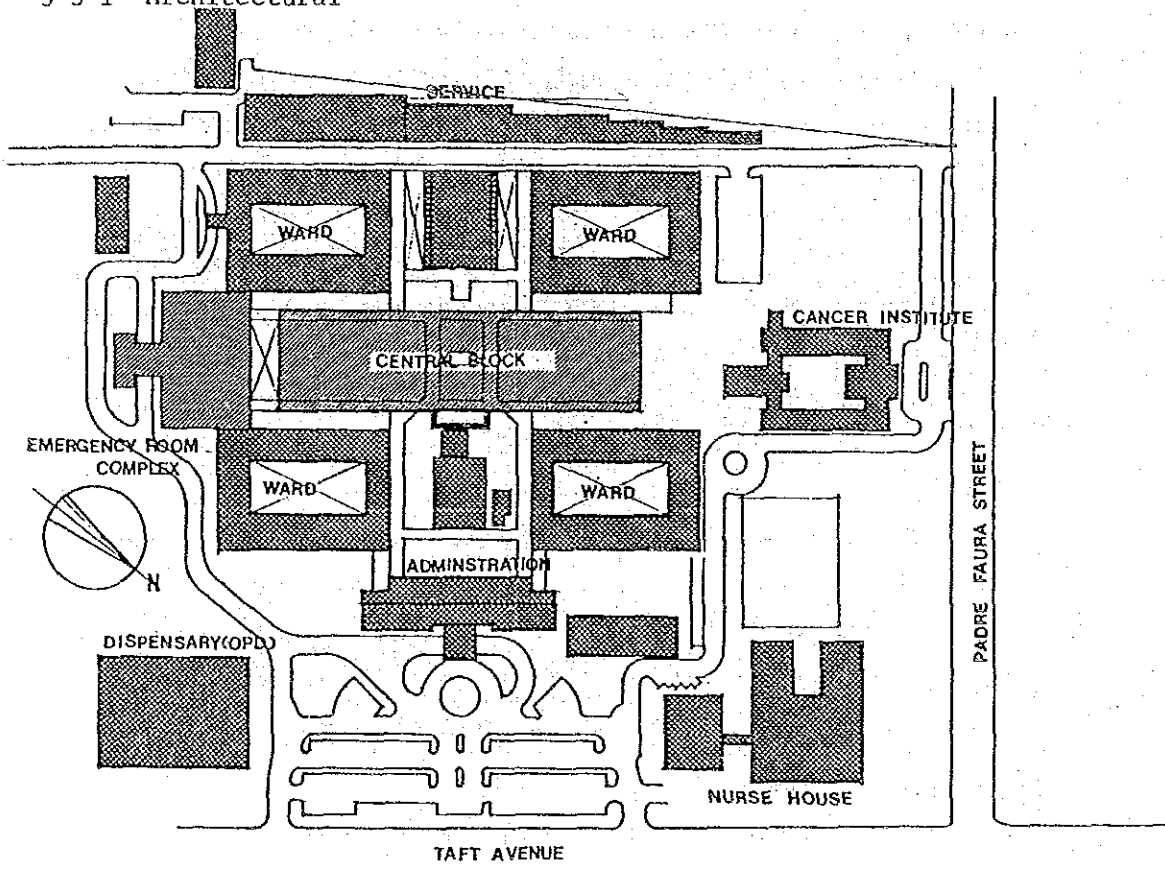 Architectural
SERVICE
WARD
WARD
CANCER INSTITUTE
CENTRAL BLOCK
EMERGENCY ROOM
COMPLEX
WARD
WARD
N
ADMINSTRATION
PADRE FAURA STREET
DISPENSARY(OPD)
NURSE HOUSE
TAFT AVENUE